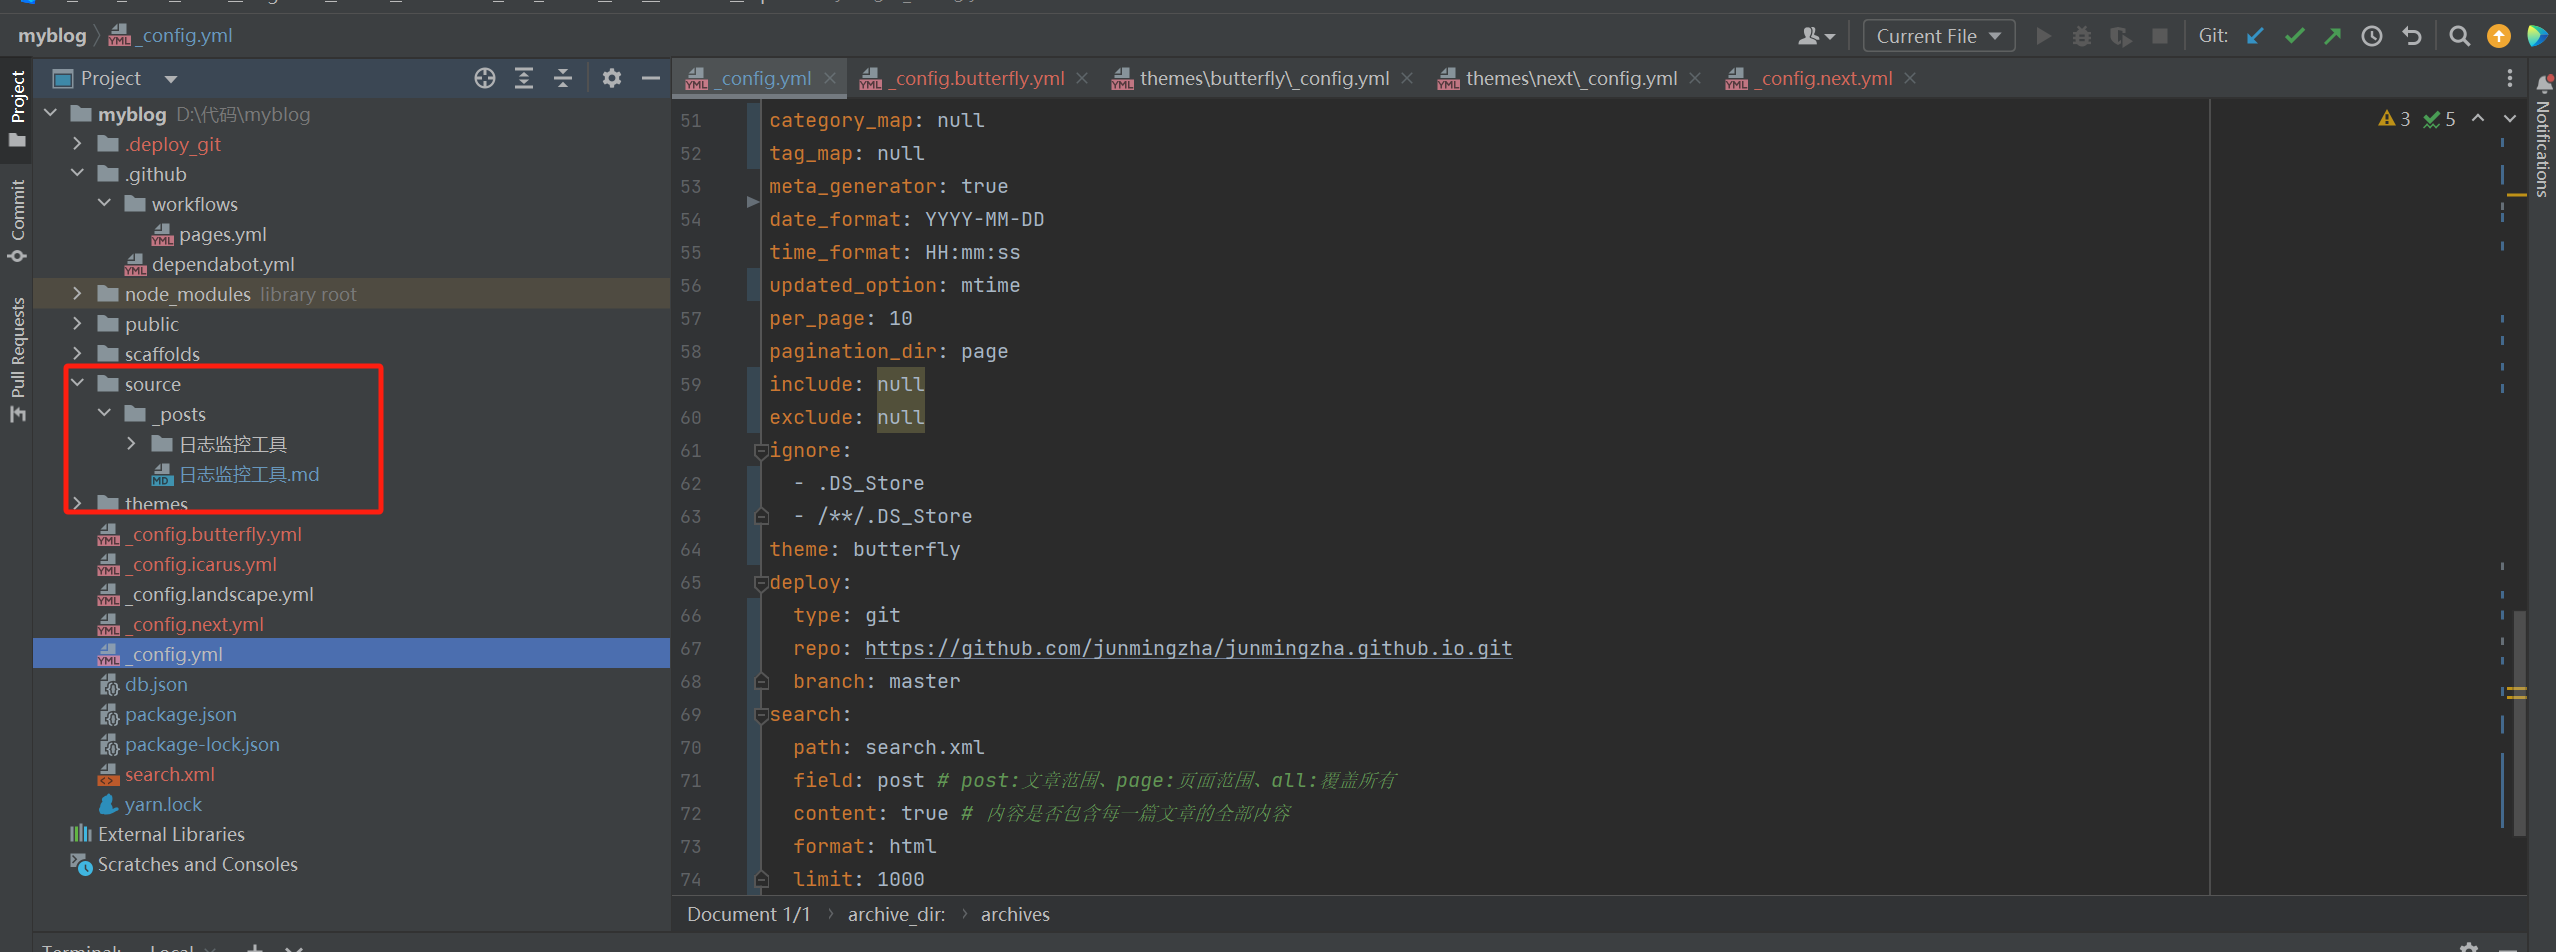 myblog
_config.yml
Current File
Git:
Project
_config.yml
_config.butterfly.yml
themes\butterfly\_config.yml
themes\next\_config.yml
_config.next.yml
Project
Commit
Pull Requests
Notifications
myblog D:\代码\myblog
.deploy_git
.github
workflows
pages.yml
dependabot.yml
node_modules library root
public
scaffolds
source
_posts
日志监控工具
日志监控工具.md
themes
_config.butterfly.yml
_config.icarus.yml
_config.landscape.yml
_config.next.yml
_config.yml
db.json
package.json
package-lock.json
search.xml
yarn.lock
External Libraries
Scratches and Consoles
3 5
51 category_map: null
52 tag_map: null
53 meta_generator: true
54 date_format: YYYY-MM-DD
55 time_format: HH:mm:ss
56 updated_option: mtime
57 per_page: 10
58 pagination_dir: page
59 include: null
60 exclude: null
61 ignore:
62 - .DS_Store
63 - /**/.DS_Store
64 theme: butterfly
65 deploy:
66 type: git
67 repo: https://github.com/junmingzha/junmingzha.github.io.git
68 branch: master
69 search:
70 path: search.xml
71 field: post # post:文章范围、page:页面范围、all:覆盖所有
72 content: true # 内容是否包含每一篇文章的全部内容
73 format: html
74 limit: 1000
Document 1/1 › archive_dir: › archives
Terminal: Local